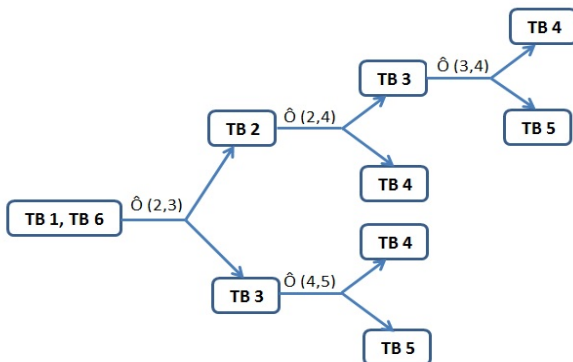 TB 4
TB 3
Ô (3,4)
TB 2
Ô (2,4)
TB 5
TB 4
TB 1, TB 6
Ô (2,3)
TB 4
TB 3
Ô (4,5)
TB 5